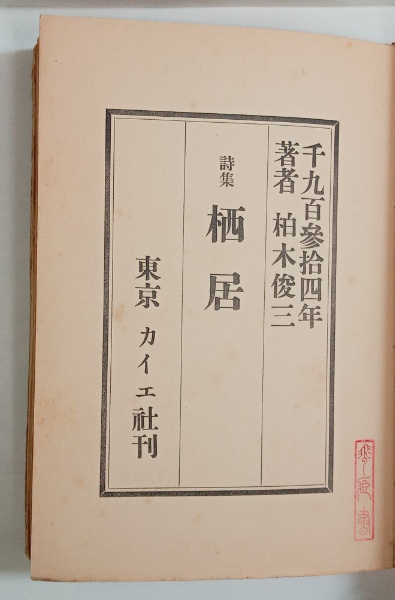 千九百參拾四年
著者 柏木俊三
詩集 栖居
東京 カイエ社刊